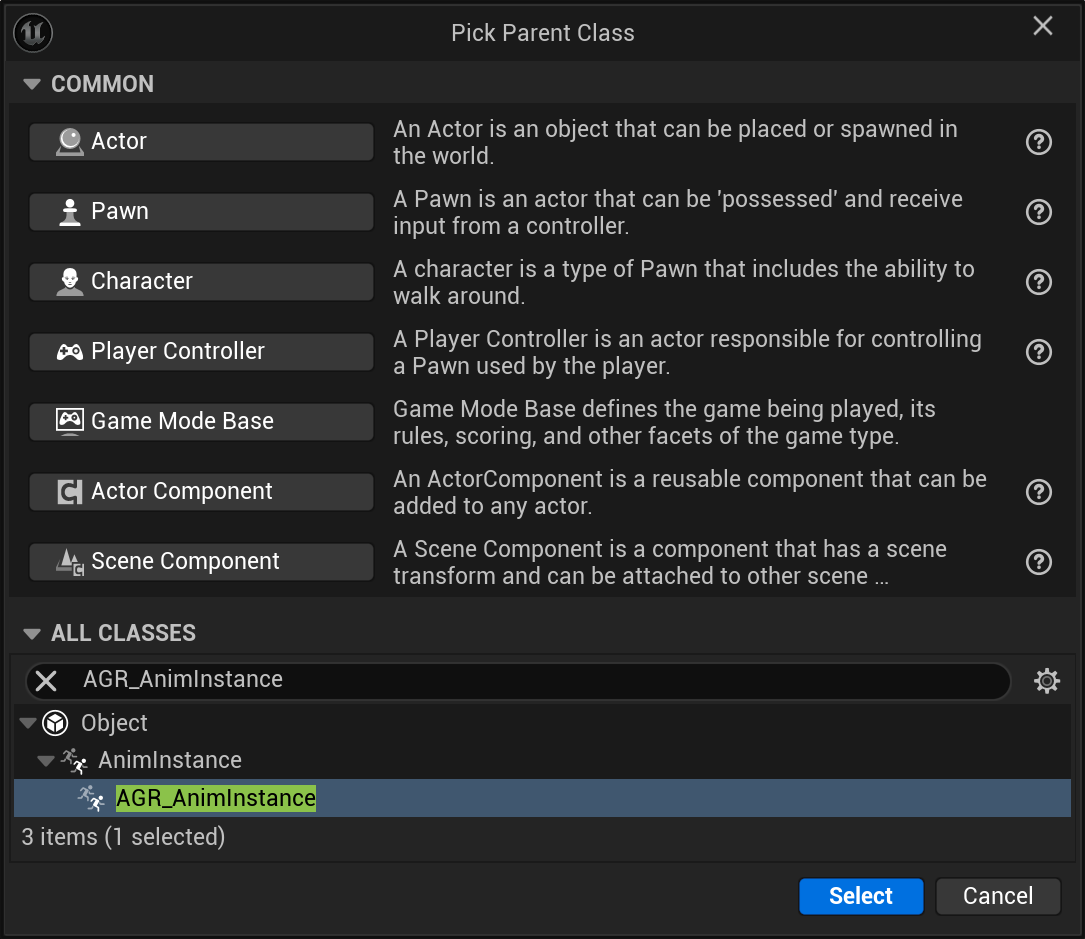 Pick Parent Class
COMMON
Actor
An Actor is an object that can be placed or spawned in
the world.
Pawn
A Pawn is an actor that can be 'possessed' and receive
input from a controller.
Character
A character is a type of Pawn that includes the ability to
walk around.
Player Controller
A Player Controller is an actor responsible for controlling
a Pawn used by the player.
Game Mode Base
Game Mode Base defines the game being played, its
rules, scoring, and other facets of the game type.
Actor Component
An ActorComponent is a reusable component that can be
added to any actor.
Scene Component
A Scene Component is a component that has a scene
transform and can be attached to other scene ...
ALL CLASSES
AGR_AnimInstance
Object
AnimInstance
AGR_AnimInstance
3 items (1 selected)
Select
Cancel